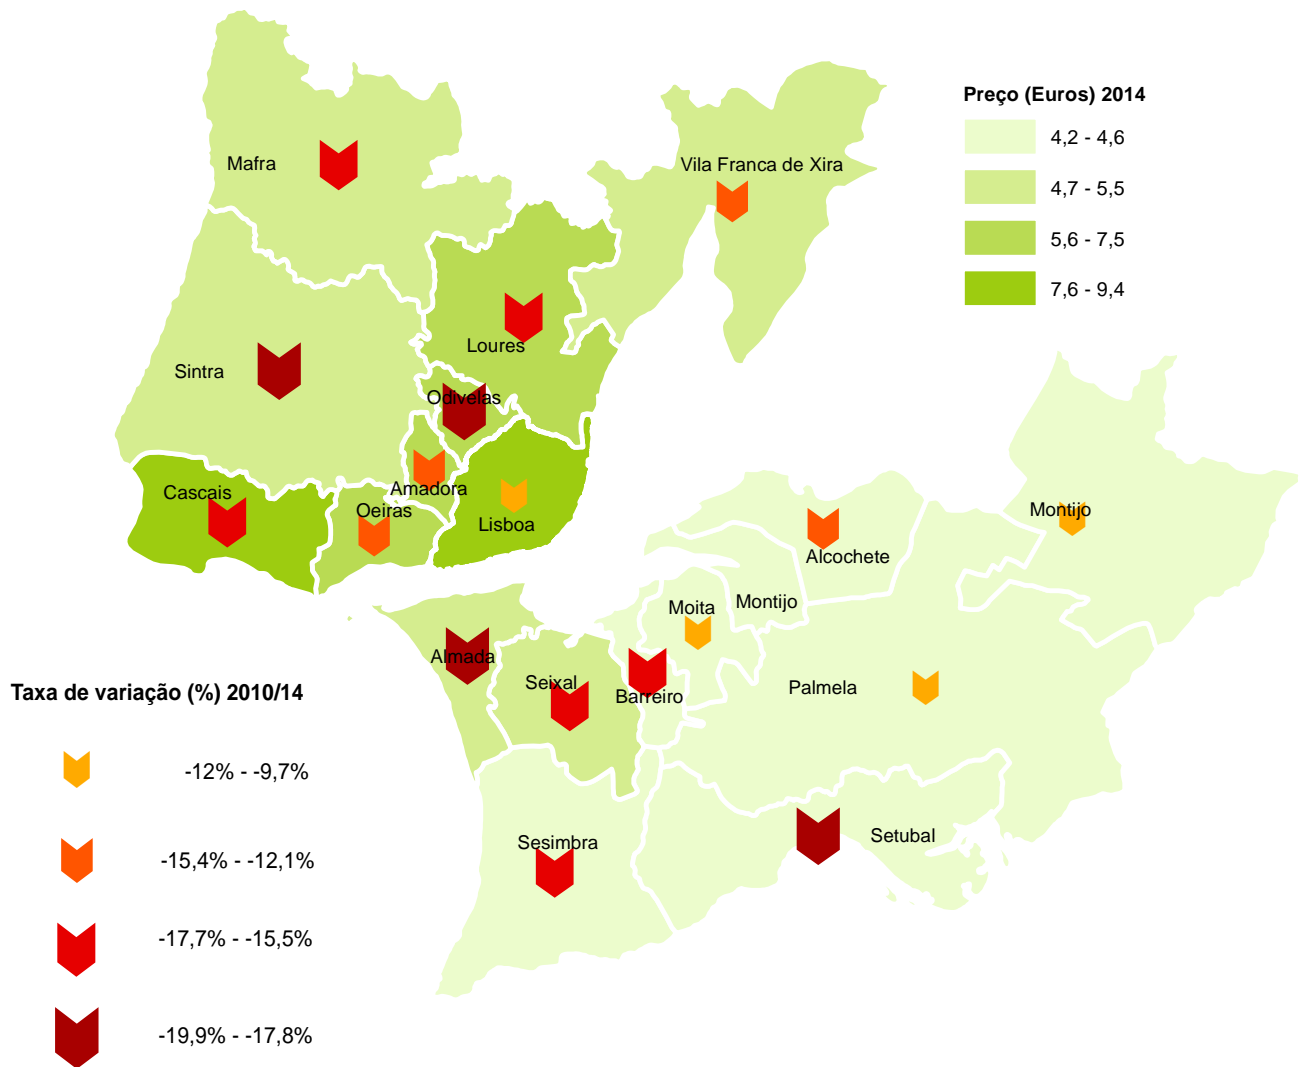 Preço (Euros) 2014
4,2 - 4,6
4,7 - 5,5
5,6 - 7,5
7,6 - 9,4
Mafra
Vila Franca de Xira
Loures
Sintra
Odivelas
Cascais
Amadora
Oeiras
Lisboa
Montijo
Alcochete
Moita
Montijo
Almada
Seixal
Barreiro
Palmela
Sesimbra
Setubal
Taxa de variação (%) 2010/14
-12% - -9,7%
-15,4% - -12,1%
-17,7% - -15,5%
-19,9% - -17,8%